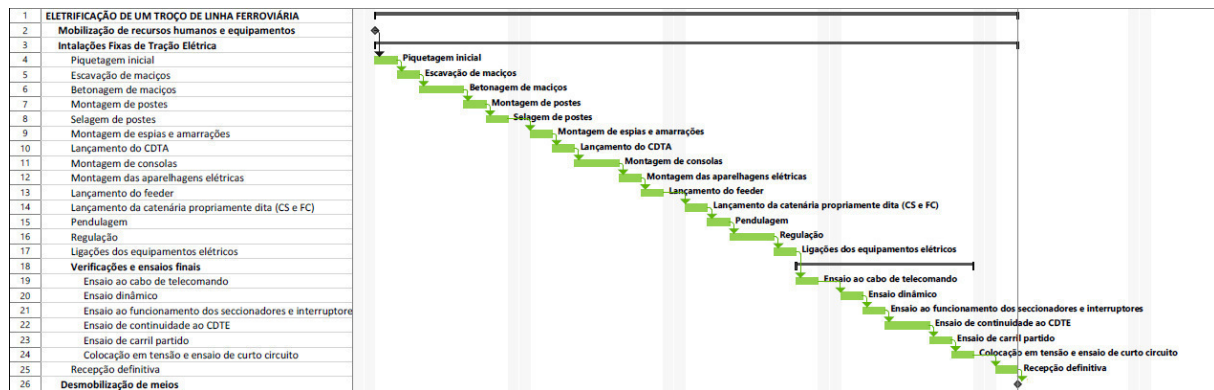 1 ELETRIFICAÇÃO DE UM TROÇO DE LINHA FERROVIÁRIA
2 Mobilização de recursos humanos e equipamentos
3 Intalações Fixas de Tração Elétrica
4 Piquetagem inicial Piquetagem inicial
5 Escavação de maciços Escavação de maciços
6 Betonagem de maciços Betonagem de maciços
7 Montagem de postes Montagem de postes
8 Selagem de postes Selagem de postes
9 Montagem de espias e amarrações Montagem de espias e amarrações
10 Lançamento do CDTA Lançamento do CDTA
11 Montagem de consolas Montagem de consolas
12 Montagem das aparelhagens elétricas Montagem das aparelhagens elétricas
13 Lançamento do feeder Lançamento do feeder
14 Lançamento da catenária propriamente dita (CS e FC) Lançamento da catenária propriamente dita (CS e FC)
15 Pendulagem Pendulagem
16 Regulação Regulação
17 Ligações dos equipamentos elétricos Ligações dos equipamentos elétricos
18 Verificações e ensaios finais
19 Ensaio ao cabo de telecomando Ensaio ao cabo de telecomando
20 Ensaio dinâmico Ensaio dinâmico
21 Ensaio ao funcionamento dos seccionadores e interruptore Ensaio ao funcionamento dos seccionadores e interruptores
22 Ensaio de continuidade ao CDTE Ensaio de continuidade ao CDTE
23 Ensaio de carril partido Ensaio de carril partido
24 Colocação em tensão e ensaio de curto circuito Colocação em tensão e ensaio de curto circuito
25 Recepção definitiva Recepção definitiva
26 Desmobilização de meios